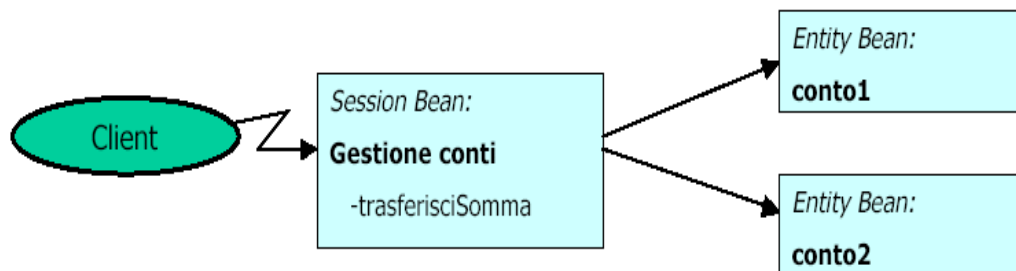 Client
Session Bean:
Gestione conti
-trasferisciSomma
Entity Bean:
conto1
Entity Bean:
conto2